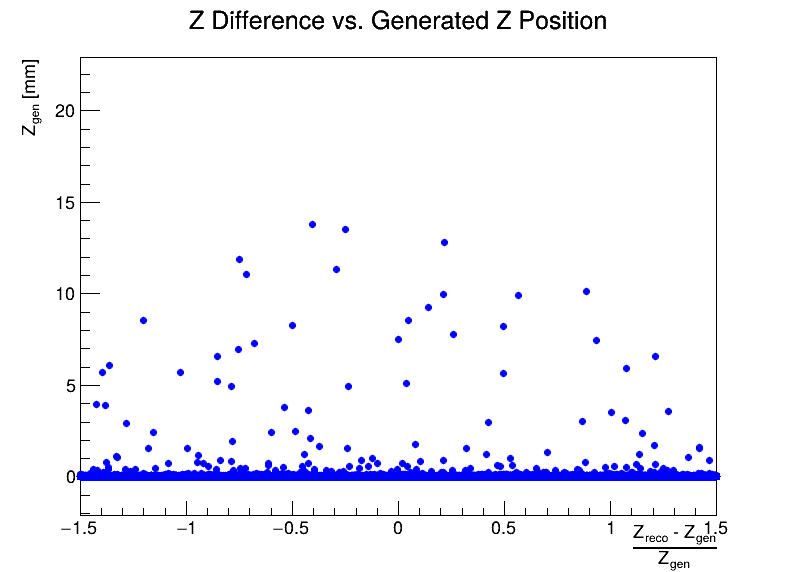 Z Difference vs. Generated Z Position
Z_gen [mm]
20
15
10
5
0
−1.5 −1 −0.5 0 0.5 1 1.5
Z_reco - Z_gen
Z_gen